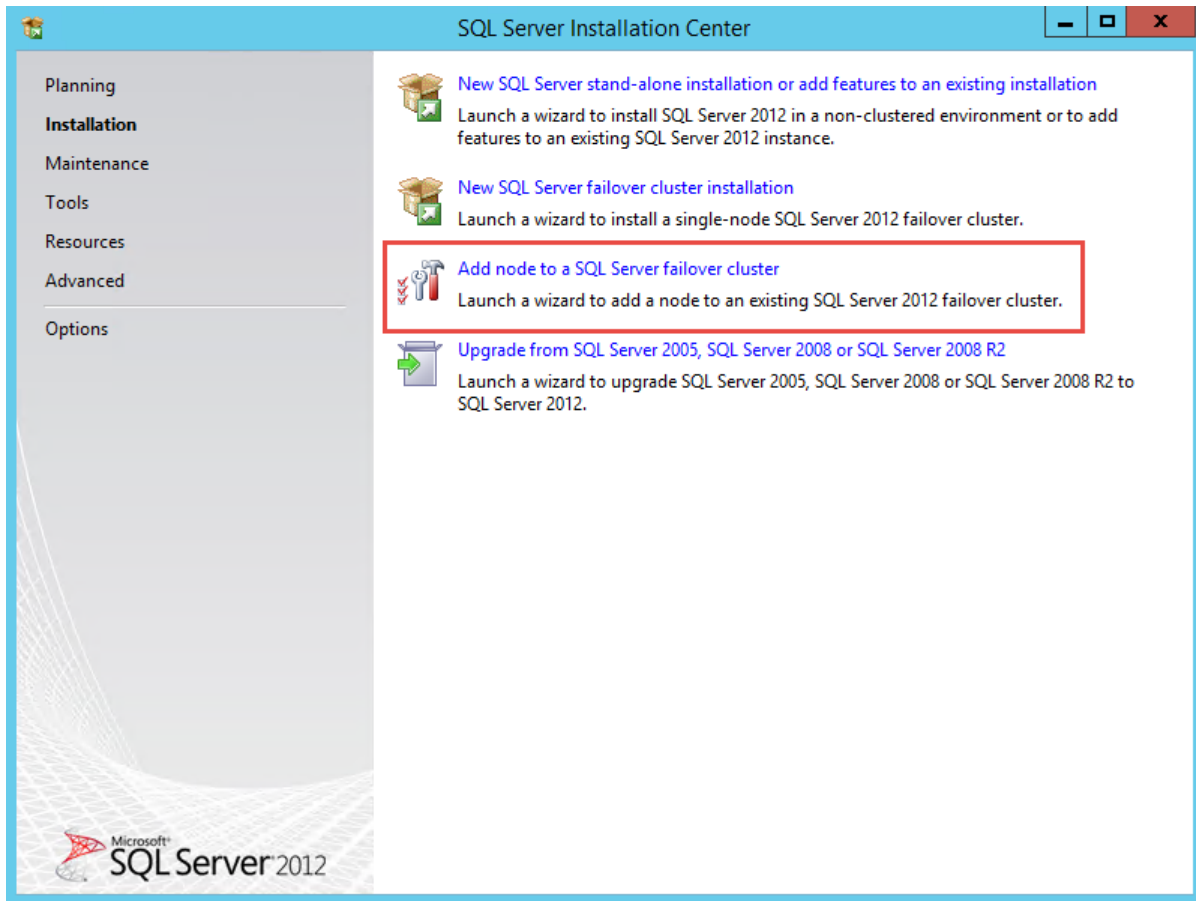 SQL Server Installation Center
Planning
Installation
Maintenance
Tools
Resources
Advanced
Options
New SQL Server stand-alone installation or add features to an existing installation
Launch a wizard to install SQL Server 2012 in a non-clustered environment or to add
features to an existing SQL Server 2012 instance.
New SQL Server failover cluster installation
Launch a wizard to install a single-node SQL Server 2012 failover cluster.
Add node to a SQL Server failover cluster
Launch a wizard to add a node to an existing SQL Server 2012 failover cluster.
Upgrade from SQL Server 2005, SQL Server 2008 or SQL Server 2008 R2
Launch a wizard to upgrade SQL Server 2005, SQL Server 2008 or SQL Server 2008 R2 to
SQL Server 2012.
Microsoft
SQL Server 2012